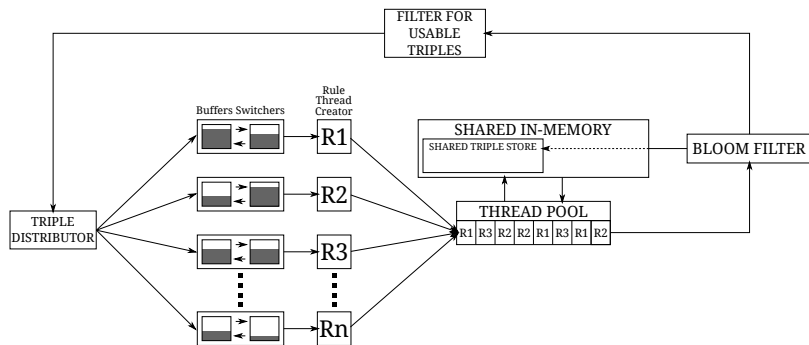 FILTER FOR
USABLE
TRIPLES
Buffers Switchers
Rule
Thread
Creator
R1
R2
R3
Rn
TRIPLE
DISTRIBUTOR
SHARED IN-MEMORY
SHARED TRIPLE STORE
BLOOM FILTER
THREAD POOL
R1 R3 R2 R2 R1 R3 R1 R2